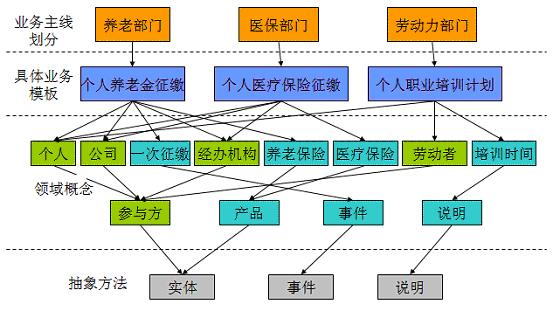 业务主线
划分
养老部门
医保部门
劳动力部门
具体业务
模板
个人养老金征缴
个人医疗保险征缴
个人职业培训计划
个人
公司
一次征缴
经办机构
养老保险
医疗保险
劳动者
培训时间
领域概念
参与方
产品
事件
说明
抽象方法
实体
事件
说明